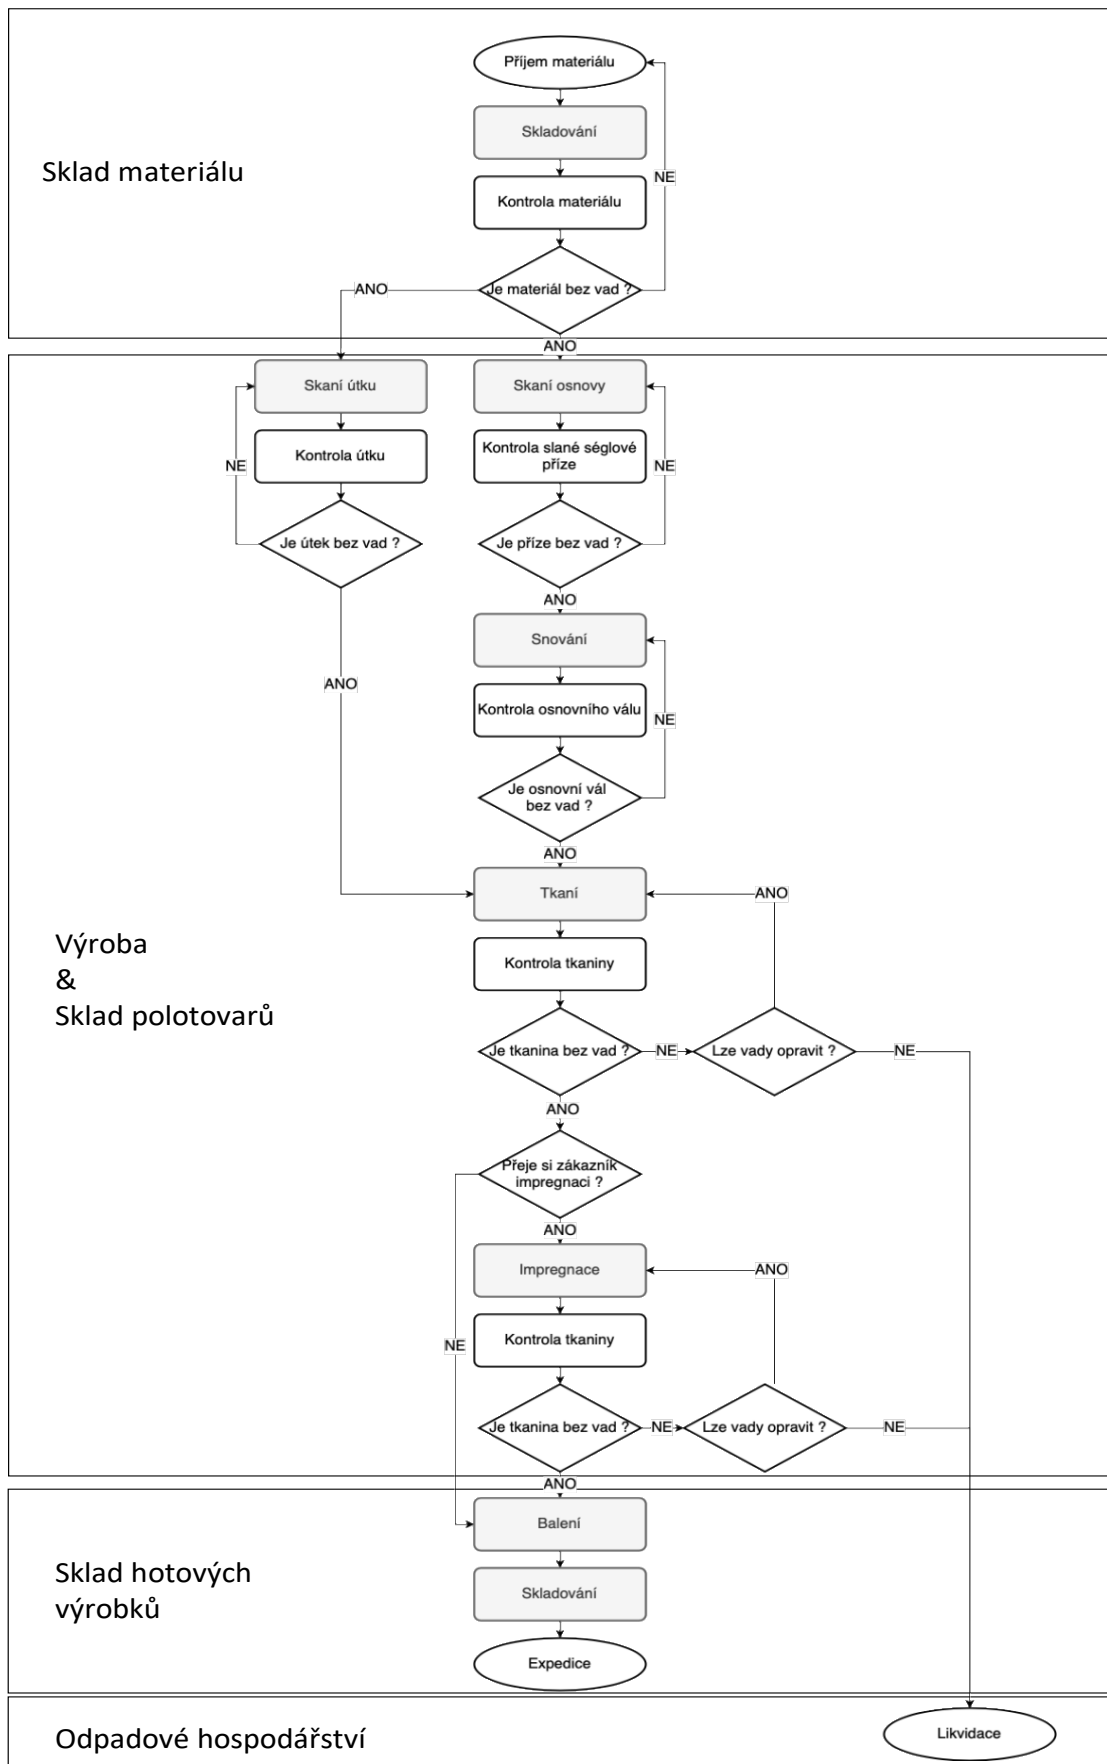 Příjem materiálu
Skladování
Sklad materiálu
NE
Kontrola materiálu
ANO
Je materiál bez vad ?
ANO
Skaní útku
Skaní osnovy
Kontrola útku
Kontrola slané séglové
příze
NE
NE
Je útek bez vad ?
Je příze bez vad ?
ANO
Snování
ANO
Kontrola osnovního válu
NE
Je osnovní vál
bez vad ?
ANO
Tkaní
ANO
Výroba
&
Sklad polotovarů
Kontrola tkaniny
Je tkanina bez vad ?
NE
Lze vady opravit ?
NE
ANO
Přeje si zákazník
impregnaci ?
ANO
Impregnace
ANO
NE
Kontrola tkaniny
Je tkanina bez vad ?
NE
Lze vady opravit ?
NE
ANO
Balení
Sklad hotových
výrobků
Skladování
Expedice
Odpadové hospodářství
Likvidace